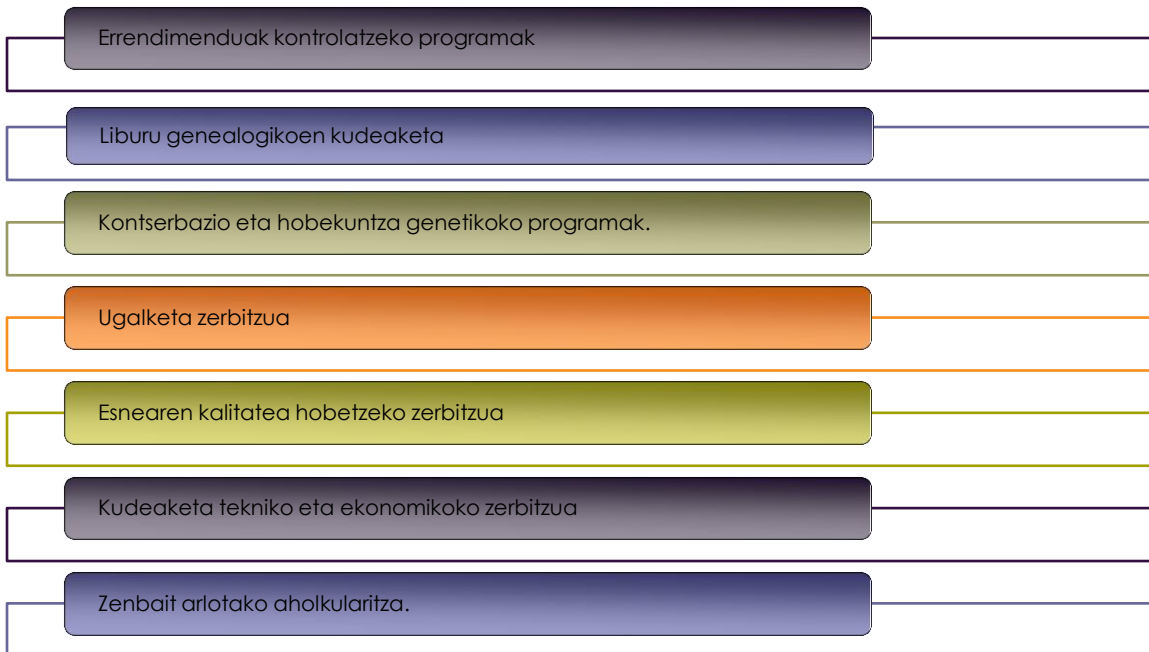 Errendimenduak kontrolatzeko programak
Liburu genealogikoen kudeaketa
Kontserbazio eta hobekuntza genetikoko programak.
Ugalketa zerbitzua
Esnearen kalitatea hobetzeko zerbitzua
Kudeaketa tekniko eta ekonomikoko zerbitzua
Zenbait arlotako aholkularitza.